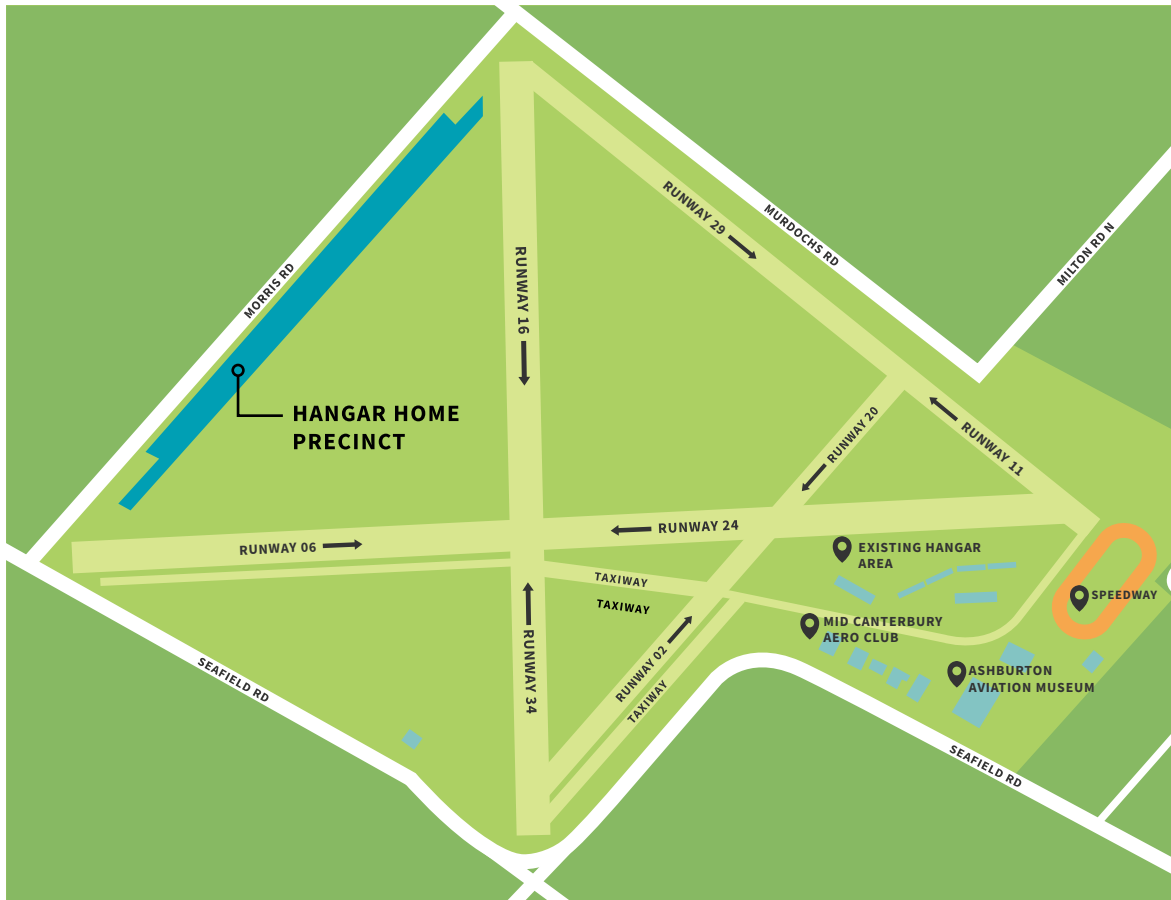 RUNWAY 29
MURDOCHS RD
MILTON RD N
MORRIS RD
RUNWAY 16
HANGAR HOME
PRECINCT
RUNWAY 20
RUNWAY 11
RUNWAY 24
RUNWAY 06
EXISTING HANGAR
AREA
TAXIWAY
TAXIWAY
SPEEDWAY
MID CANTERBURY
AERO CLUB
RUNWAY 34
RUNWAY 02
TAXIWAY
ASHBURTON
AVIATION MUSEUM
SEAFIELD RD
SEAFIELD RD